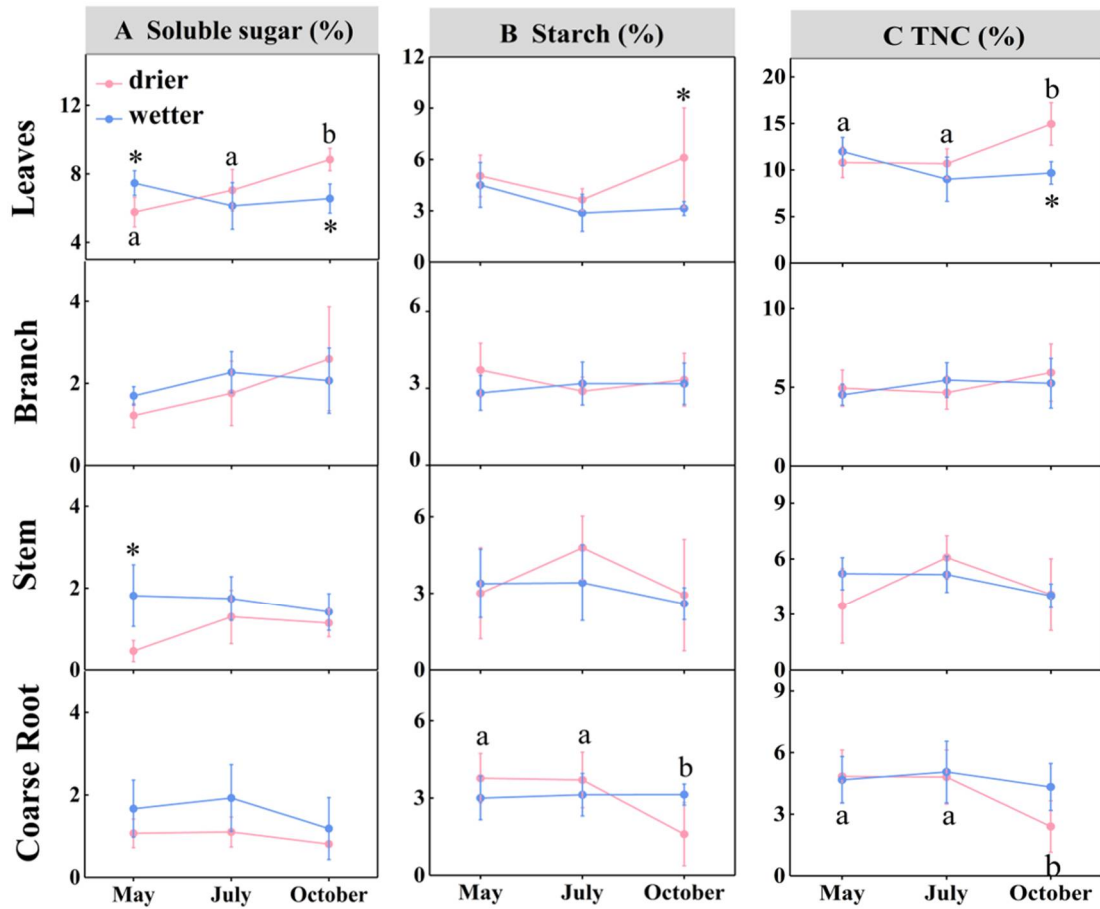 A Soluble sugar (%)
B Starch (%)
C TNC (%)
Leaves
drier
wetter
12
8
4
*
a
a
b
*
12
9
6
3
0
*
20
15
10
5
0
a
a
b
*
Branch
4
2
0
6
3
0
10
5
0
Stem
4
2
0
*
6
3
0
9
6
3
0
Coarse Root
4
2
0
6
3
0
a
a
b
9
6
3
0
a
a
b
May July October
May July October
May July October